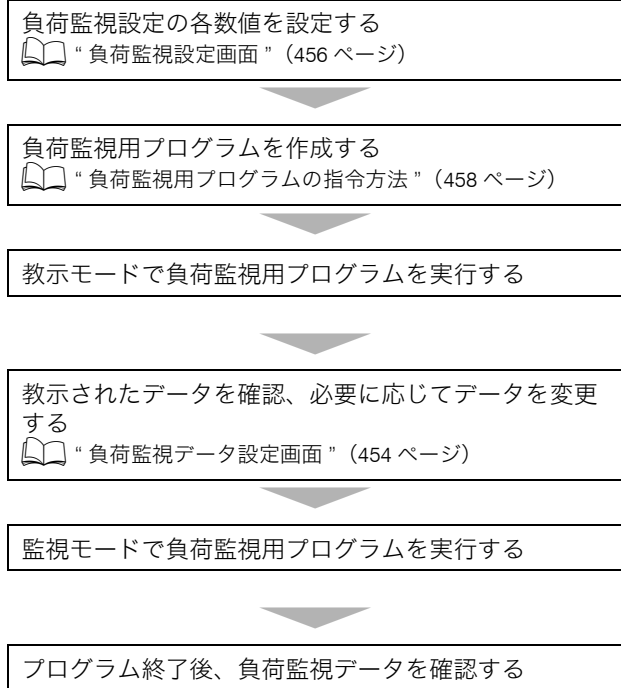 負荷監視設定の各数値を設定する
“ 負荷監視設定画面 ”（456 ページ）
負荷監視用プログラムを作成する
“ 負荷監視用プログラムの指令方法 ”（458 ページ）
教示モードで負荷監視用プログラムを実行する
教示されたデータを確認、必要に応じてデータを変更
する
“ 負荷監視データ設定画面 ”（454 ページ）
監視モードで負荷監視用プログラムを実行する
プログラム終了後、負荷監視データを確認する